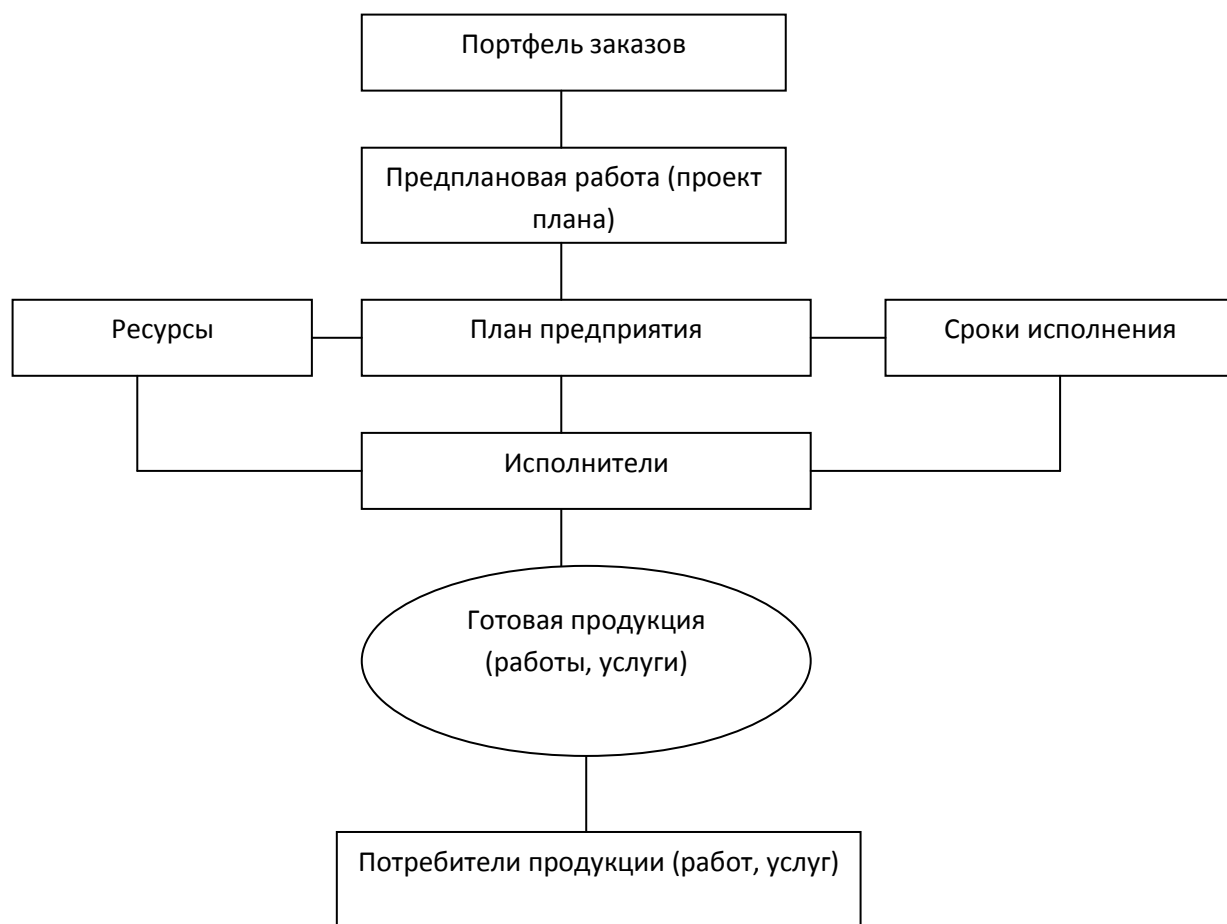 Портфель заказов
Предплановая работа (проект
плана)
Ресурсы
План предприятия
Сроки исполнения
Исполнители
Готовая продукция
(работы, услуги)
Потребители продукции (работ, услуг)